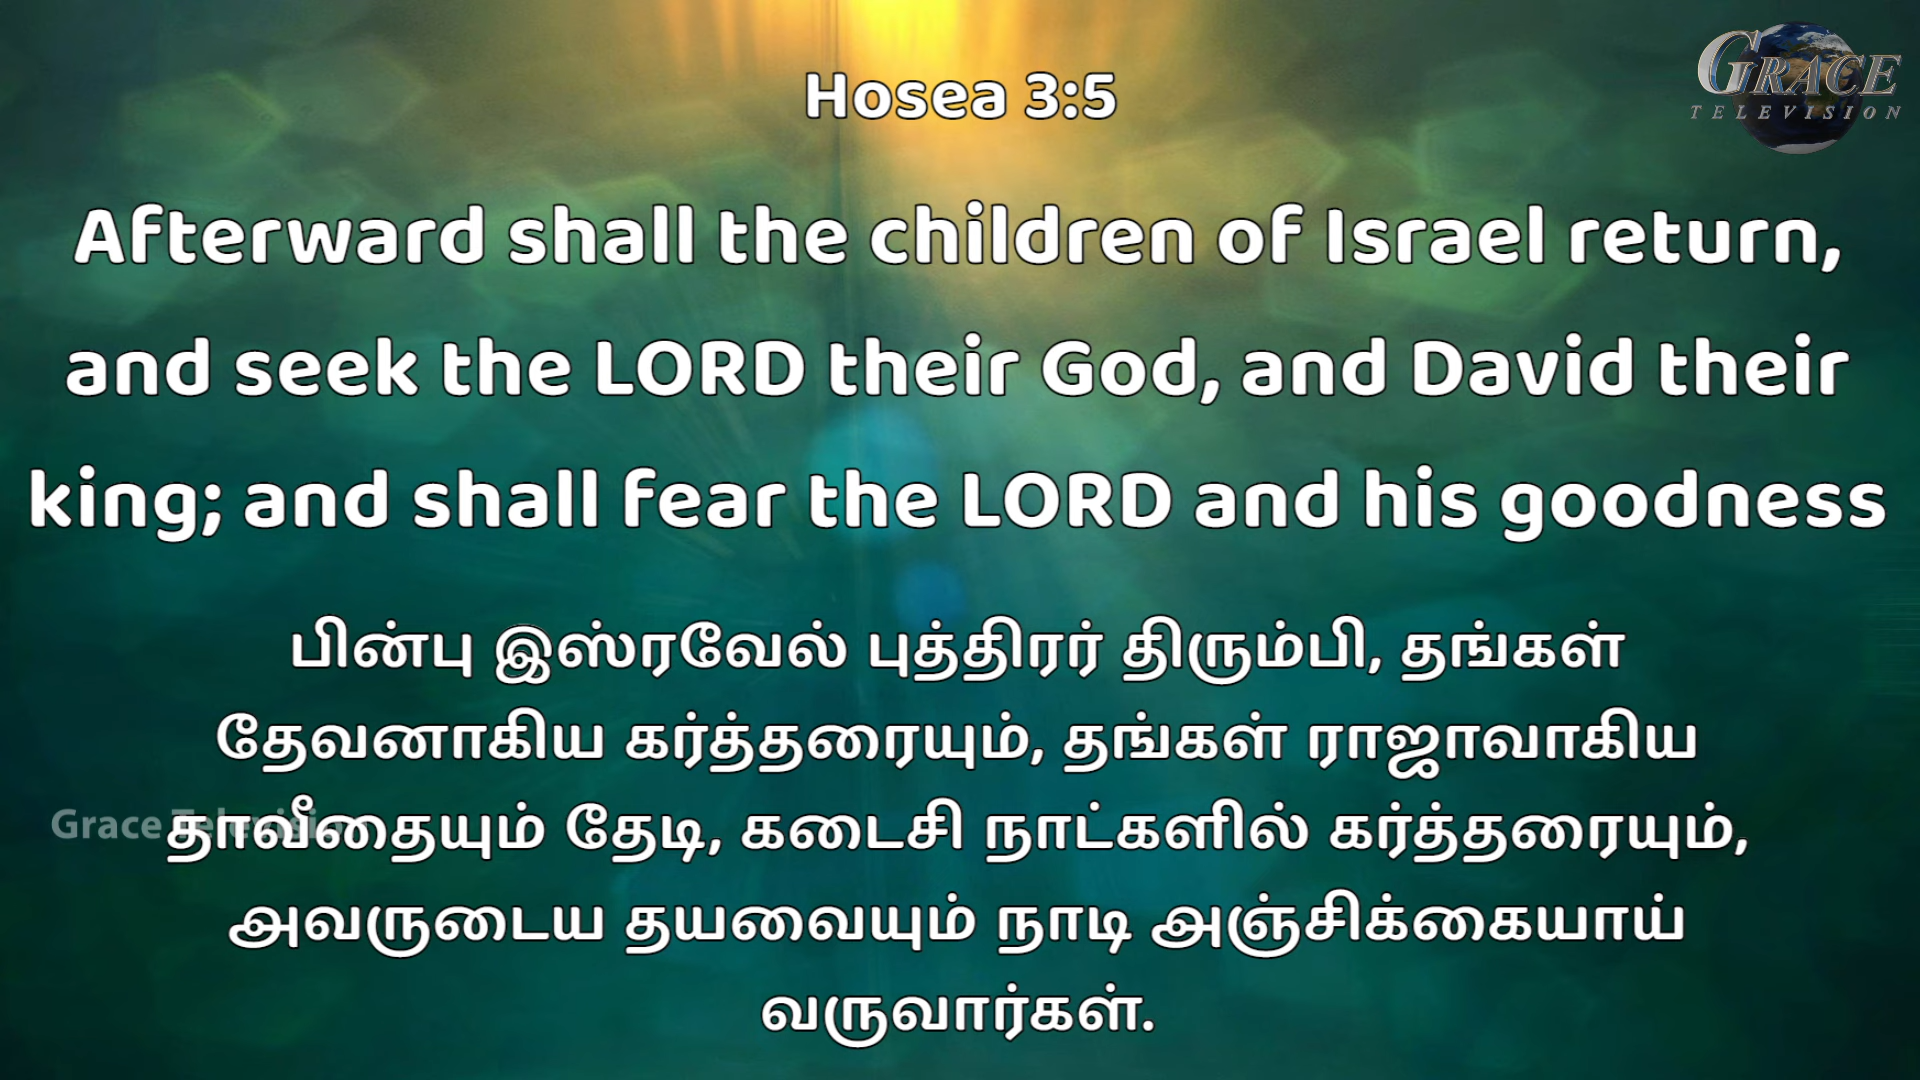 GRACE
TELEVISION
Hosea 3:5
Afterward shall the children of Israel return,
and seek the LORD their God, and David their
king; and shall fear the LORD and his goodness
பின்பு இஸ்ரவேல் புத்திரர் திரும்பி, தங்கள்
தேவனாகிய கர்த்தரையும், தங்கள் ராஜாவாகிய
Grace Television
தாவீதையும் தேடி, கடைசி நாட்களில் கர்த்தரையும்,
அவருடைய தயவையும் நாடி அஞ்சிக்கையாய்
வருவார்கள்.